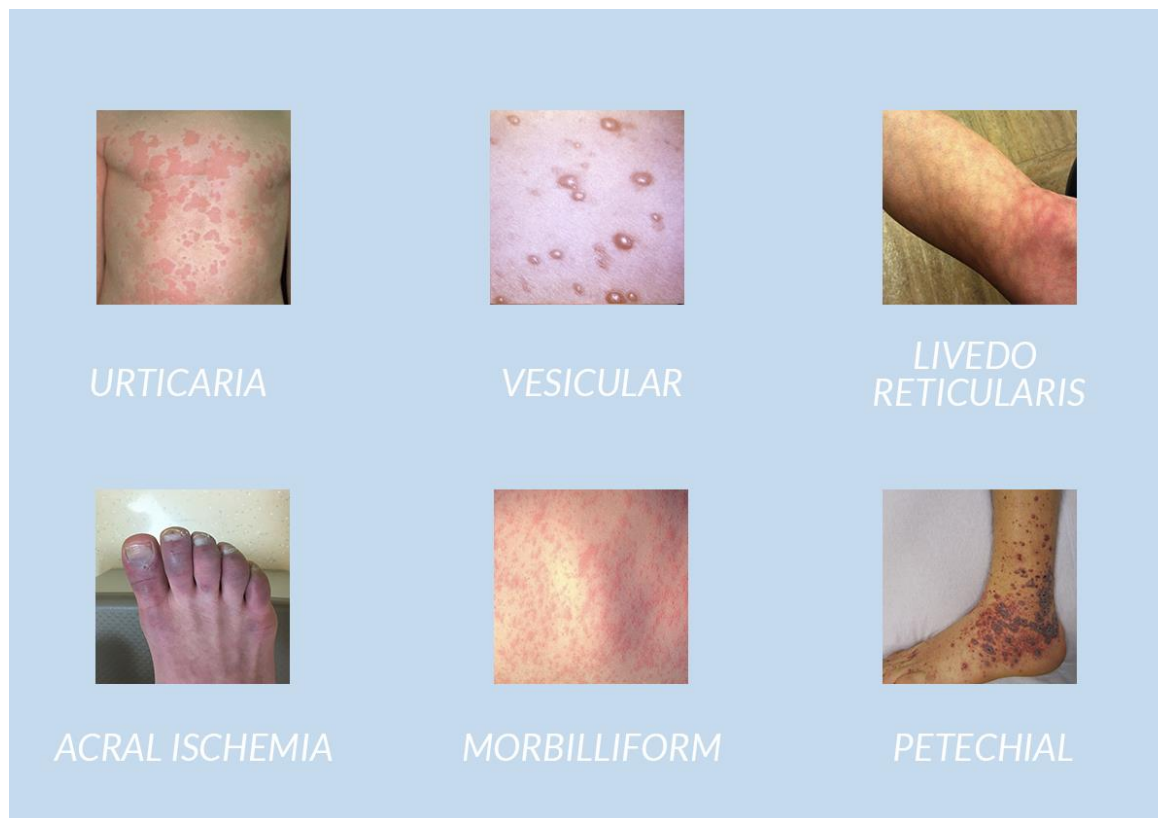 URTICARIA
VESICULAR
LIVEDO
RETICULARIS
ACRAL ISCHEMIA
MORBILLIFORM
PETECHIAL